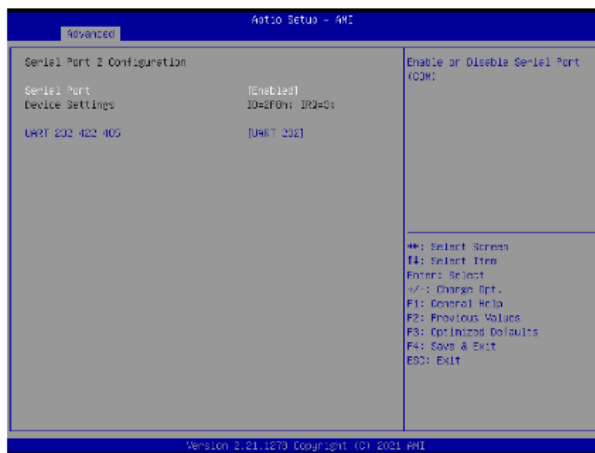 Aptio Setup – AMI
Advanced
Serial Port 2 Configuration
Serial Port [Enabled]
Device Settings IO=2F8h; IRQ=3;
UART 232 422 485 [UART 232]
Enable or Disable Serial Port
(COM)
: Select Screen
↑↓: Select Item
Enter: Select
+/-: Change Opt.
F1: General Help
F2: Previous Values
F3: Optimized Defaults
F4: Save & Exit
ESC: Exit
Version 2.21.1278 Copyright (C) 2021 AMI